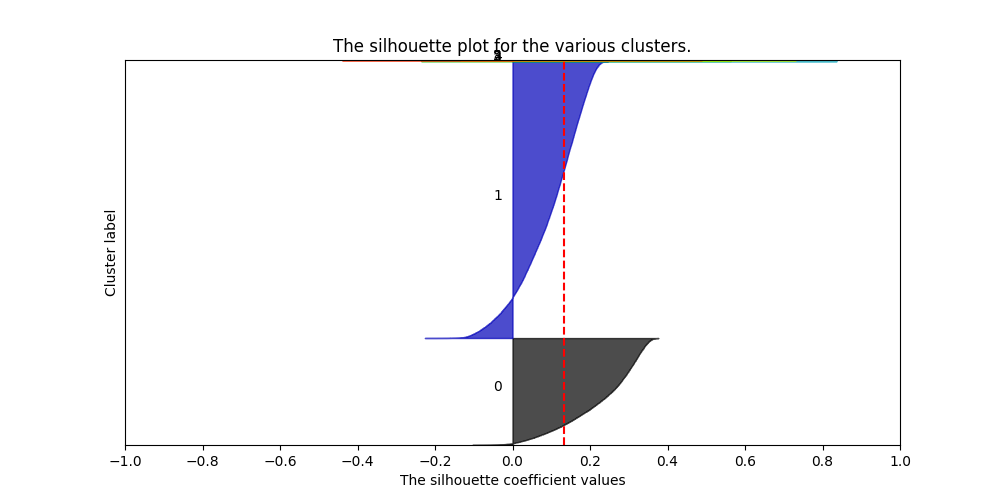 The silhouette plot for the various clusters.
Cluster label
1
0
−1.0 −0.8 −0.6 −0.4 −0.2 0.0 0.2 0.4 0.6 0.8 1.0
The silhouette coefficient values